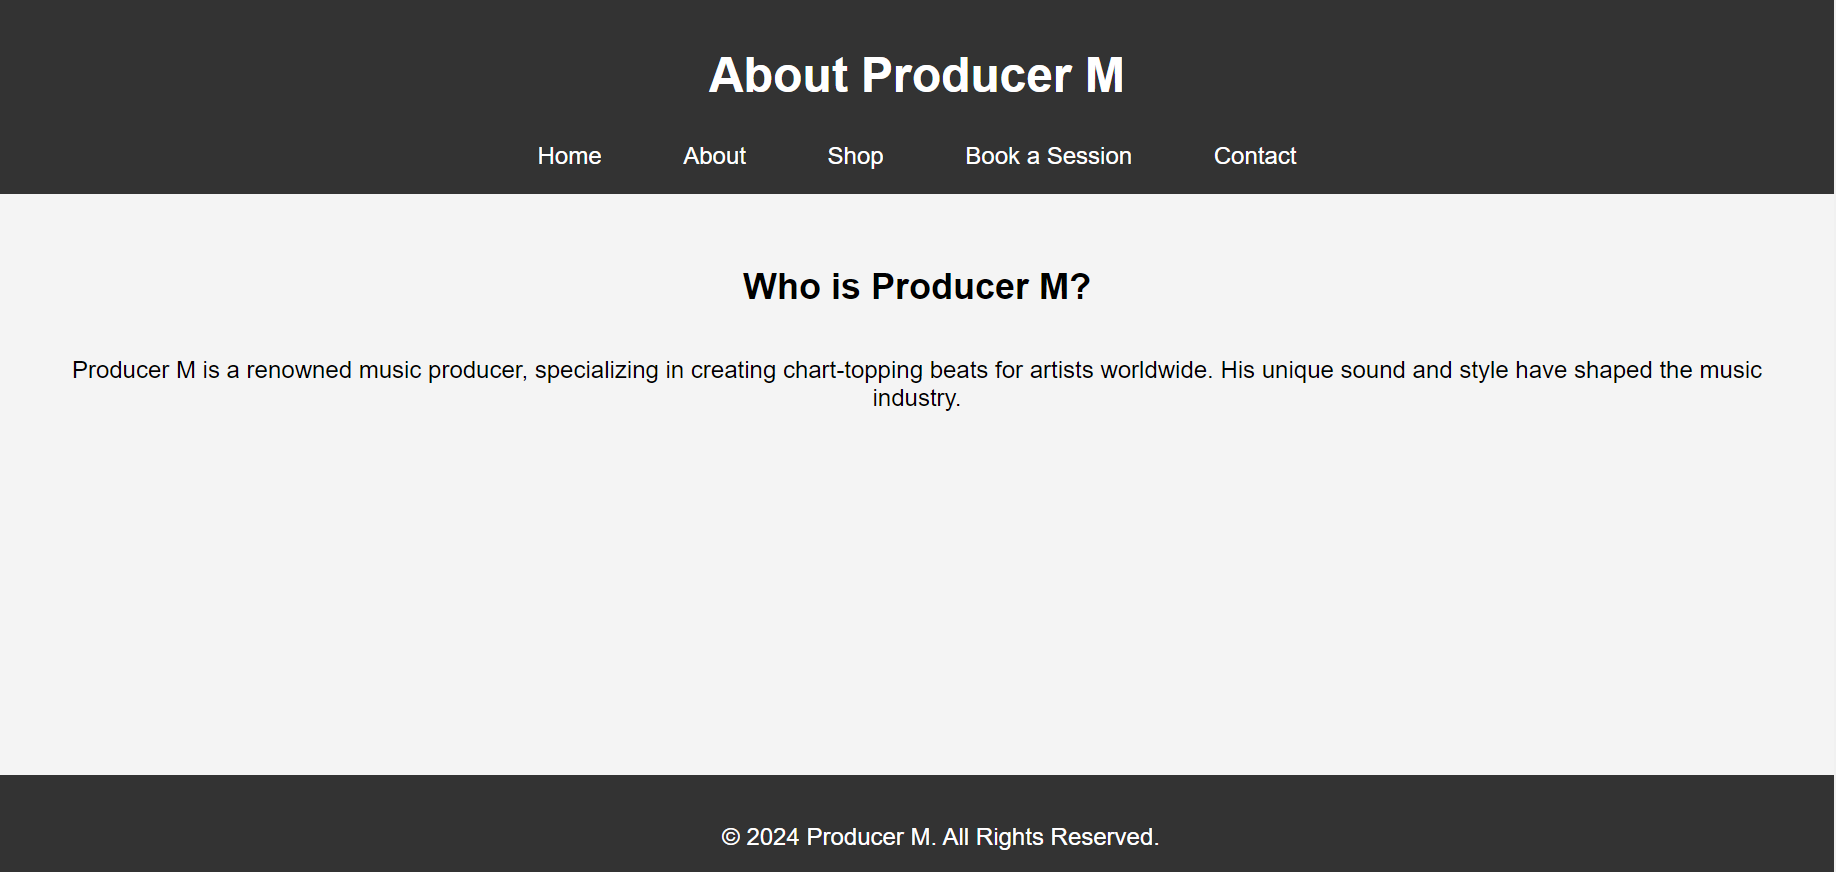 About Producer M
Home About Shop Book a Session Contact
Who is Producer M?
Producer M is a renowned music producer, specializing in creating chart-topping beats for artists worldwide. His unique sound and style have shaped the music
industry.
© 2024 Producer M. All Rights Reserved.